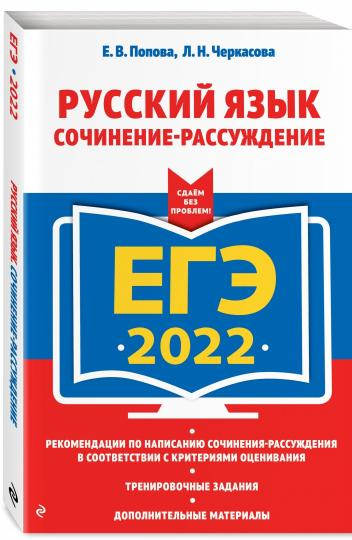 Е. В. Попова, Л. Н. Черкасова
РУССКИЙ ЯЗЫК
СОЧИНЕНИЕ-РАССУЖДЕНИЕ
СДАЁМ
БЕЗ
ПРОБЛЕМ!
ЕГЭ
· 2022 ·
· РЕКОМЕНДАЦИИ ПО НАПИСАНИЮ СОЧИНЕНИЯ-РАССУЖДЕНИЯ
В СООТВЕТСТВИИ С КРИТЕРИЯМИ ОЦЕНИВАНИЯ
· ТРЕНИРОВОЧНЫЕ ЗАДАНИЯ
· ДОПОЛНИТЕЛЬНЫЕ МАТЕРИАЛЫ
ЕГЭ · 2022
РУССКИЙ ЯЗЫК. СОЧИНЕНИЕ-РАССУЖДЕНИЕ